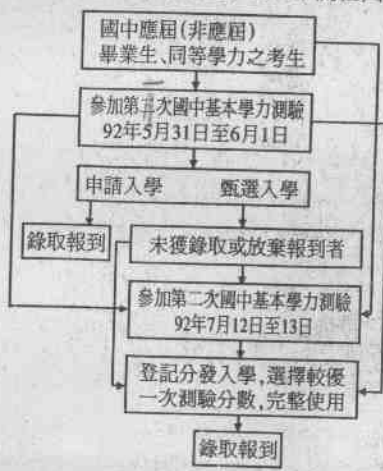 國中應屆(非應屆)
畢業生、同等學力之考生
參加第一次國中基本學力測驗
92年5月31日至6月1日
申請入學 甄選入學
錄取報到
未獲錄取或放棄報到者
參加第二次國中基本學力測驗
92年7月12日至13日
登記分發入學,選擇較優
一次測驗分數,完整使用
錄取報到